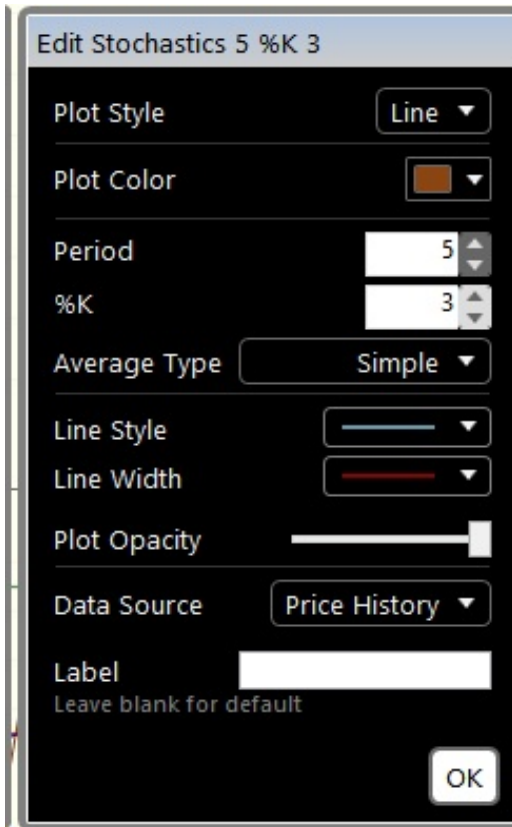 Edit Stochastics 5 %K 3
Plot Style Line
Plot Color
Period 5
%K 3
Average Type Simple
Line Style
Line Width
Plot Opacity
Data Source Price History
Label
Leave blank for default
OK